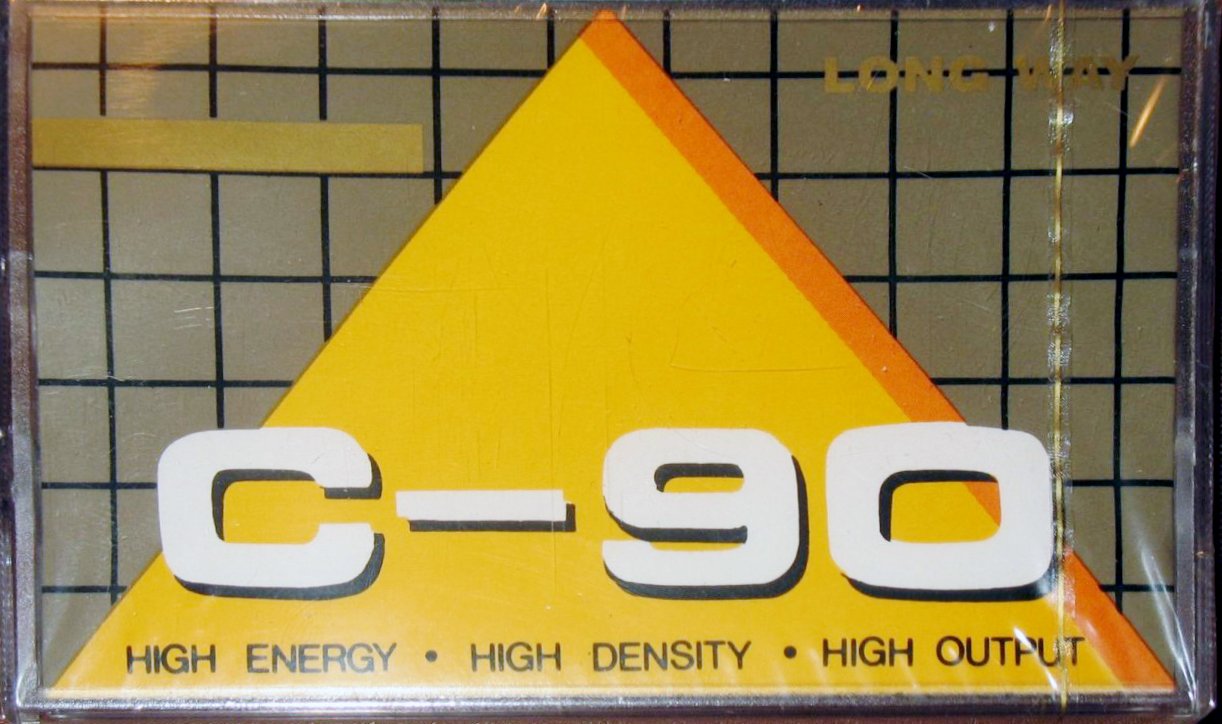 LONG WAY
C-90
HIGH ENERGY • HIGH DENSITY • HIGH OUTPUT